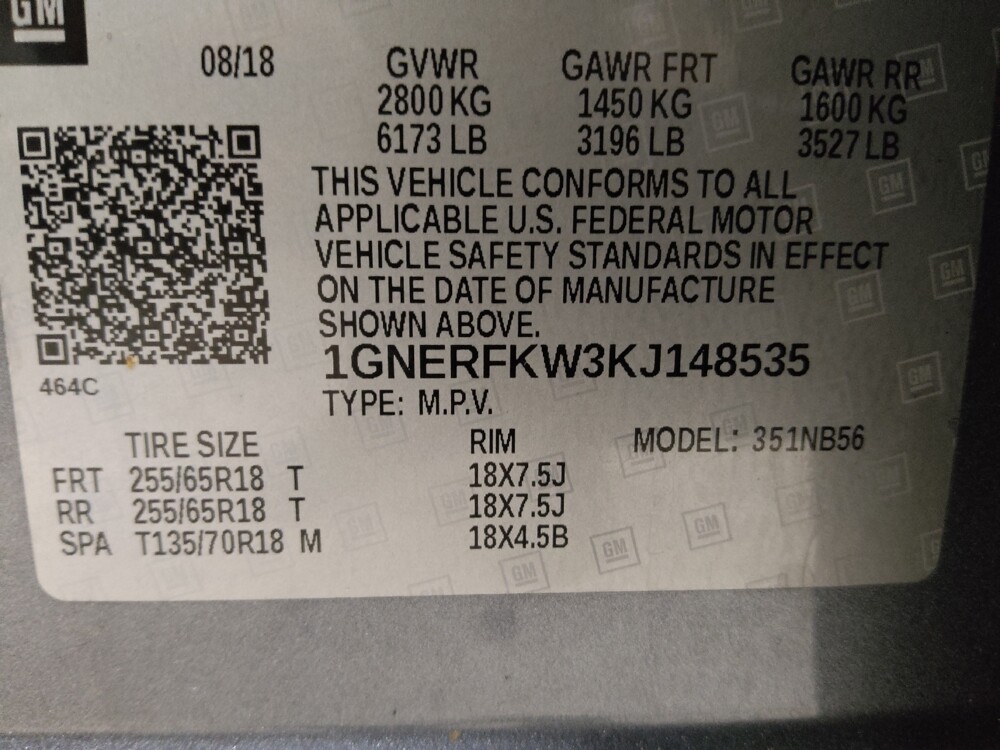 GM
08/18 GVWR GAWR FRT GAWR RR
2800 KG 1450 KG 1600 KG
6173 LB 3196 LB 3527 LB
THIS VEHICLE CONFORMS TO ALL
APPLICABLE U.S. FEDERAL MOTOR
VEHICLE SAFETY STANDARDS IN EFFECT
ON THE DATE OF MANUFACTURE
SHOWN ABOVE.
1GNERFKW3KJ148535
464C
TYPE: M.P.V.
TIRE SIZE RIM MODEL: 351NB56
FRT 255/65R18 T 18X7.5J
RR 255/65R18 T 18X7.5J
SPA T135/70R18 M 18X4.5B